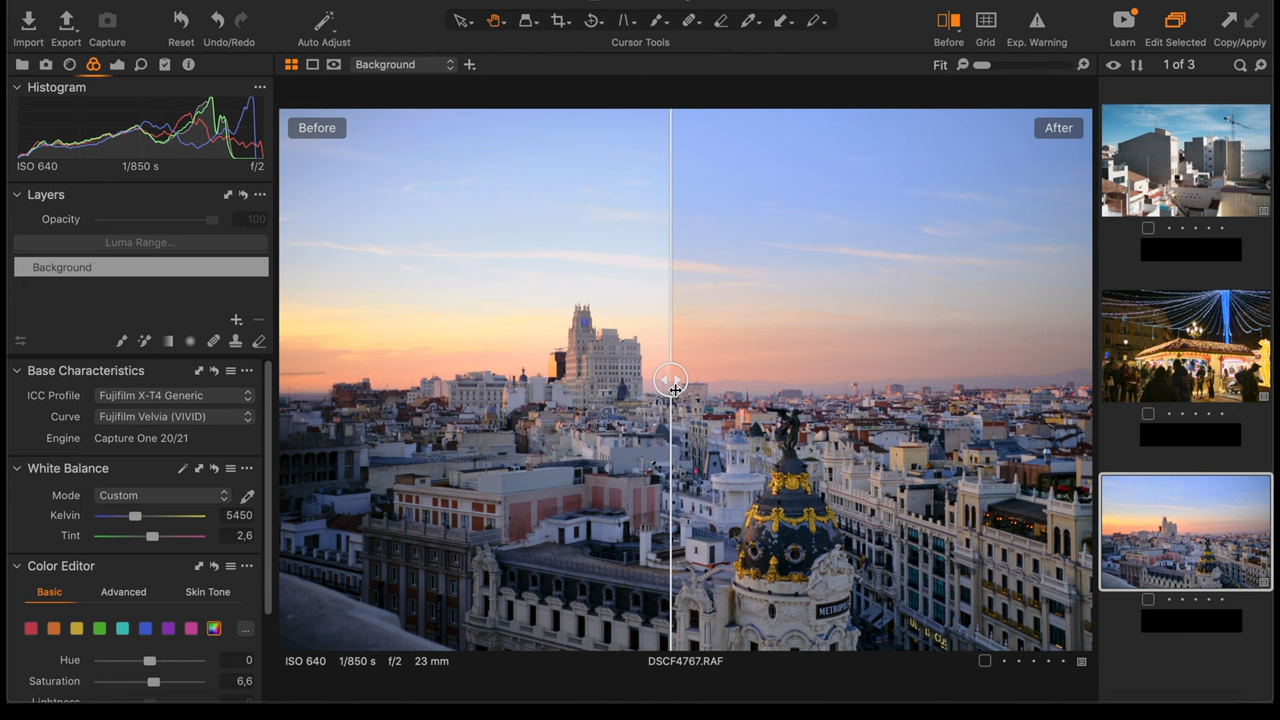 Import Export Capture Reset Undo/Redo Auto Adjust Cursor Tools Before Grid Exp. Warning Learn Edit Selected Copy/Apply
Background Fit 1 of 3
Histogram
ISO 640 1/850 s f/2
Layers
Opacity 100
Luma Range...
Background
Base Characteristics
ICC Profile Fujifilm X-T4 Generic
Curve Fujifilm Velvia (VIVID)
Engine Capture One 20/21
White Balance
Mode Custom
Kelvin 5450
Tint 2,6
Color Editor
Basic Advanced Skin Tone
...
Hue 0
Saturation 6,6
Lightness
Before After
METROPOLIS
ISO 640 1/850 s f/2 23 mm DSCF4767.RAF